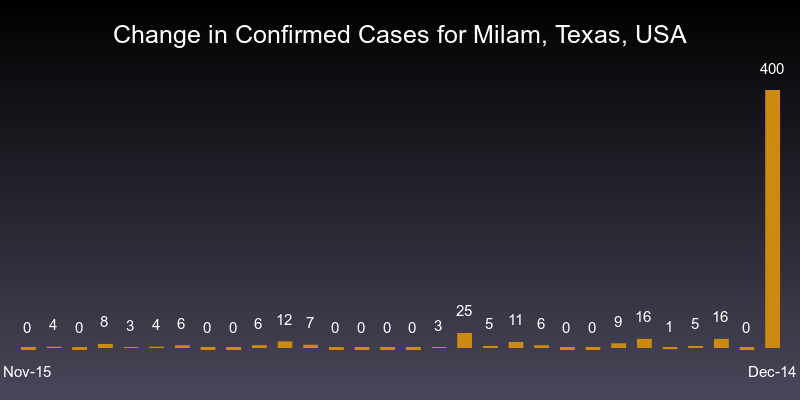 Change in Confirmed Cases for Milam, Texas, USA
400
0 4 0 8 3 4 6 0 0 6 12 7 0 0 0 0 3 25 5 11 6 0 0 9 16 1 5 16 0
Nov-15 Dec-14